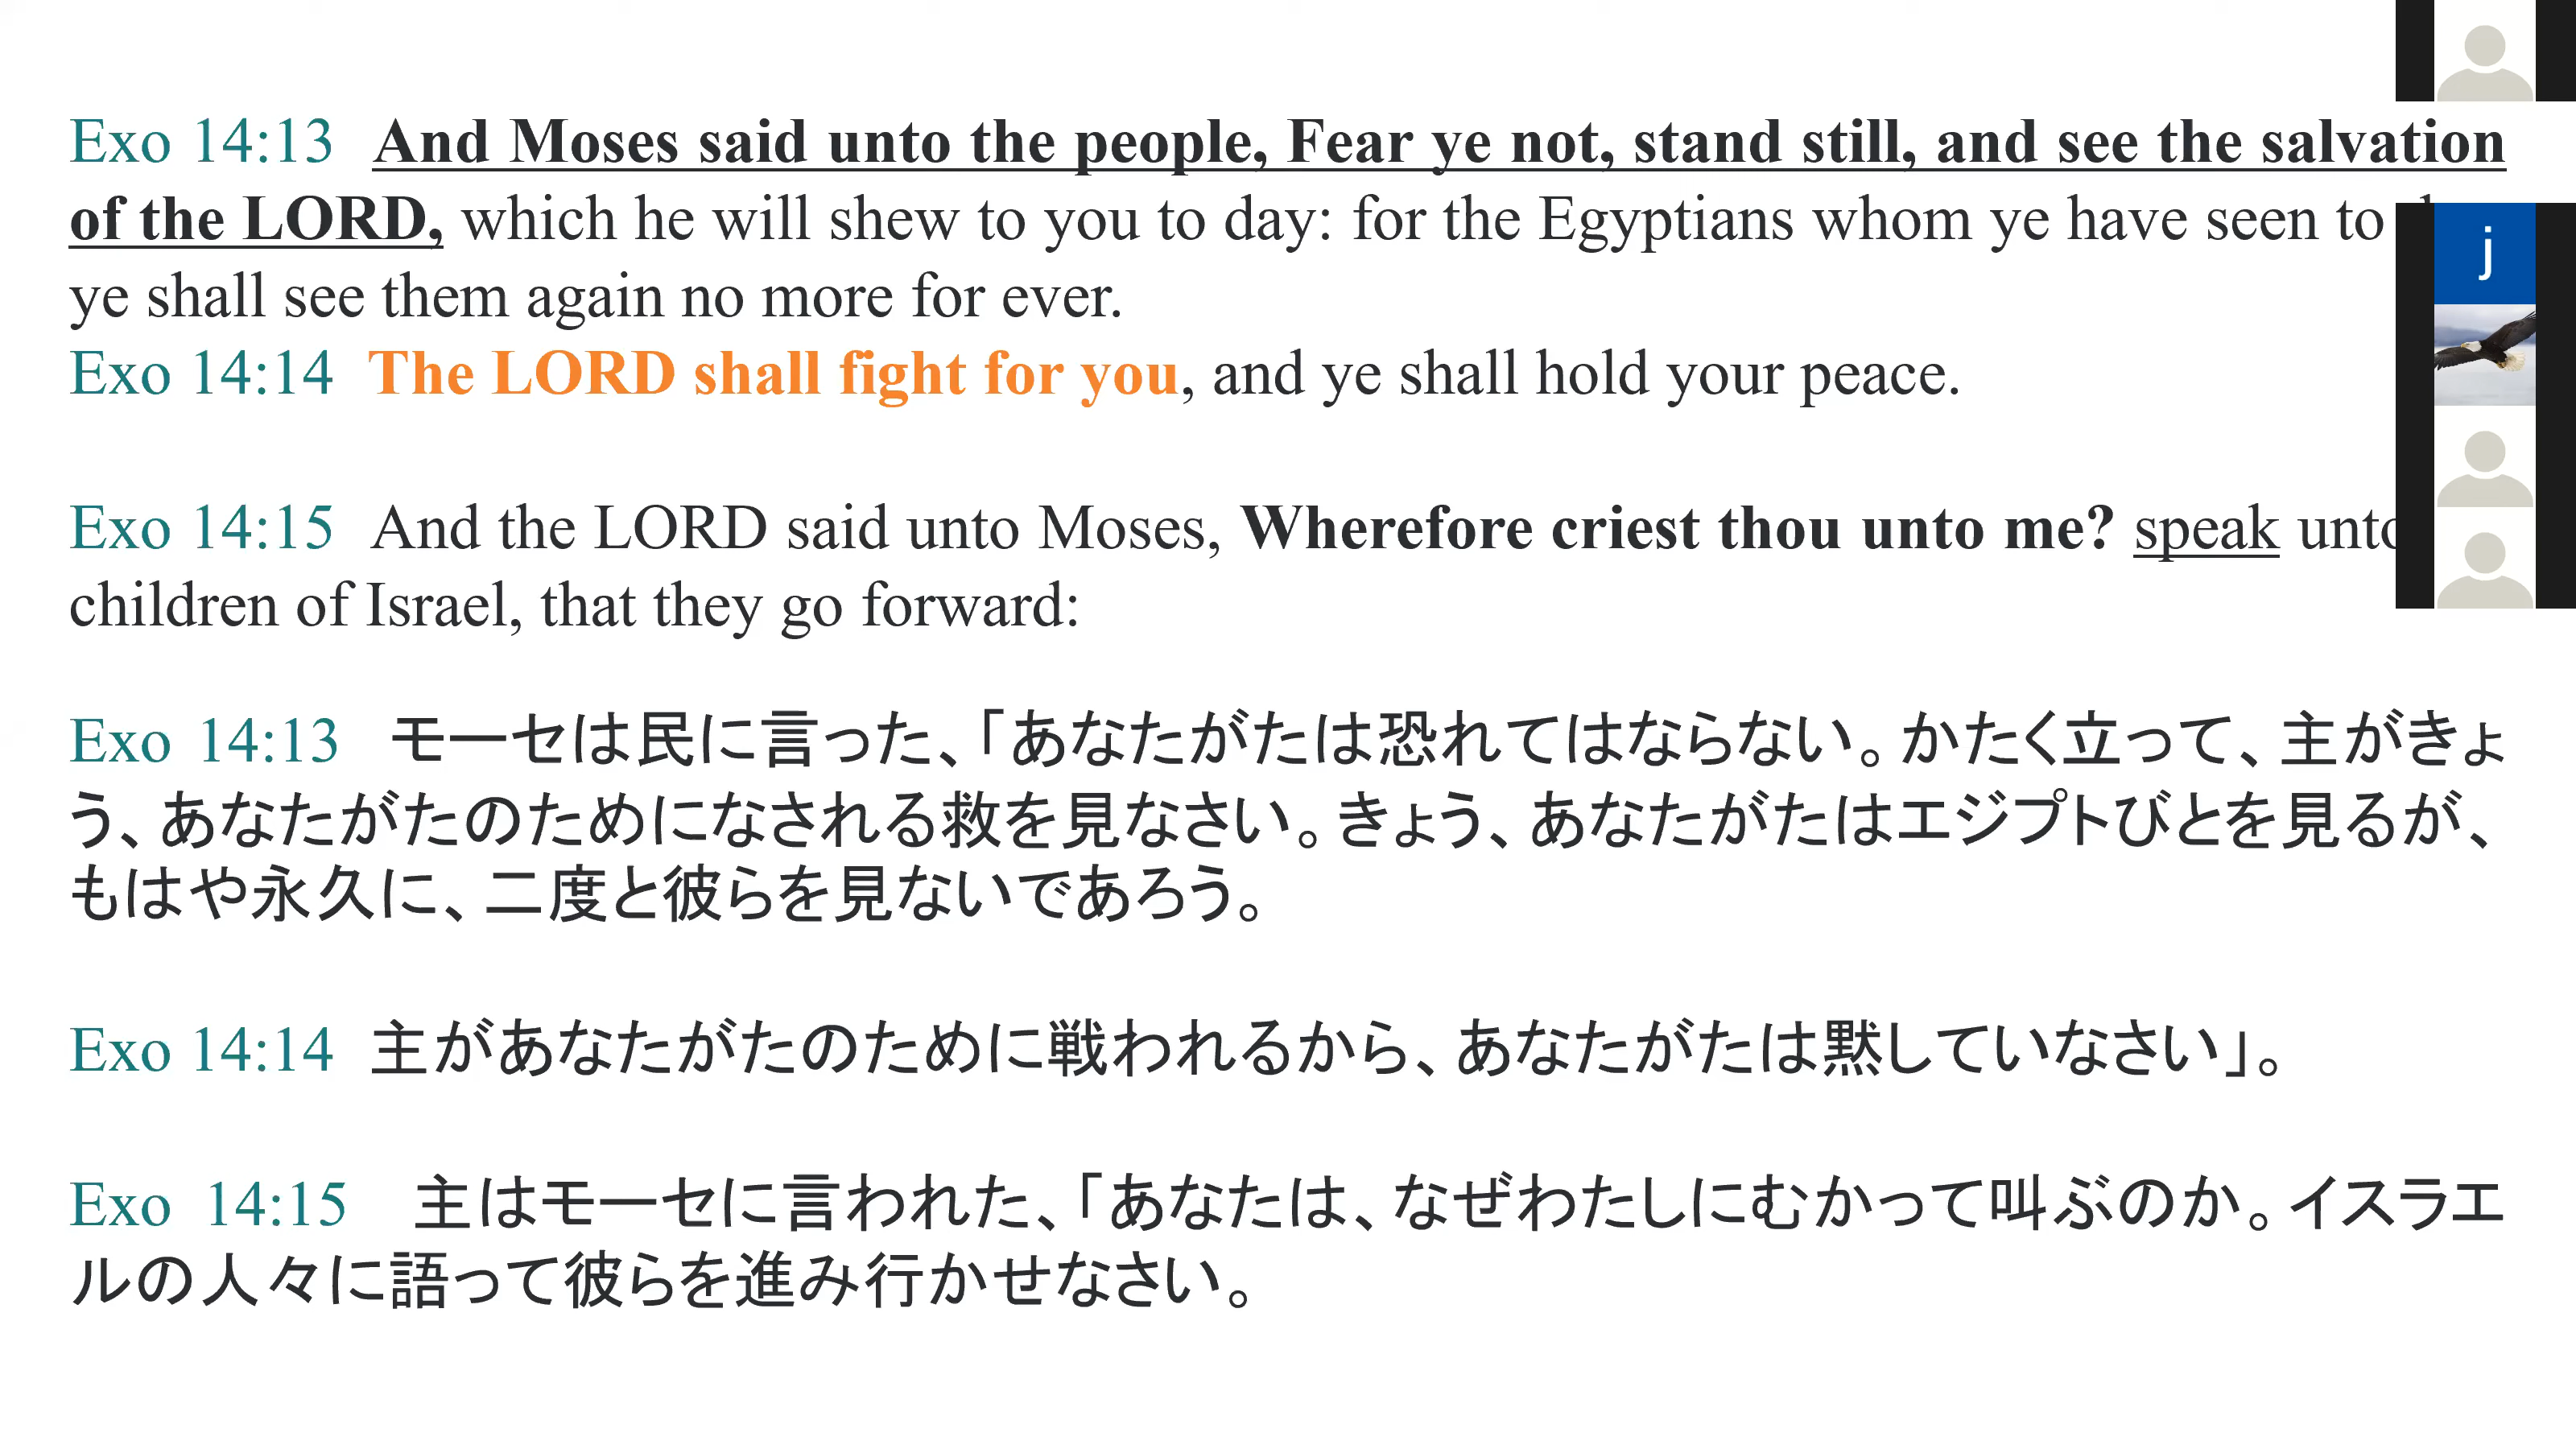 Exo 14:13 And Moses said unto the people, Fear ye not, stand still, and see the salvation
of the LORD, which he will shew to you to day: for the Egyptians whom ye have seen to
ye shall see them again no more for ever.
Exo 14:14 The LORD shall fight for you, and ye shall hold your peace.
Exo 14:15 And the LORD said unto Moses, Wherefore criest thou unto me? speak unto
children of Israel, that they go forward:
Exo 14:13 モーセは民に言った、「あなたがたは恐れてはならない。かたく立って、主がきょ
う、あなたがたのためになされる救を見なさい。きょう、あなたがたはエジプトびとを見るが、
もはや永久に、二度と彼らを見ないであろう。
Exo 14:14 主があなたがたのために戦われるから、あなたがたは黙していなさい」。
Exo 14:15 主はモーセに言われた、「あなたは、なぜわたしにむかって叫ぶのか。イスラエ
ルの人々に語って彼らを進み行かせなさい。
j